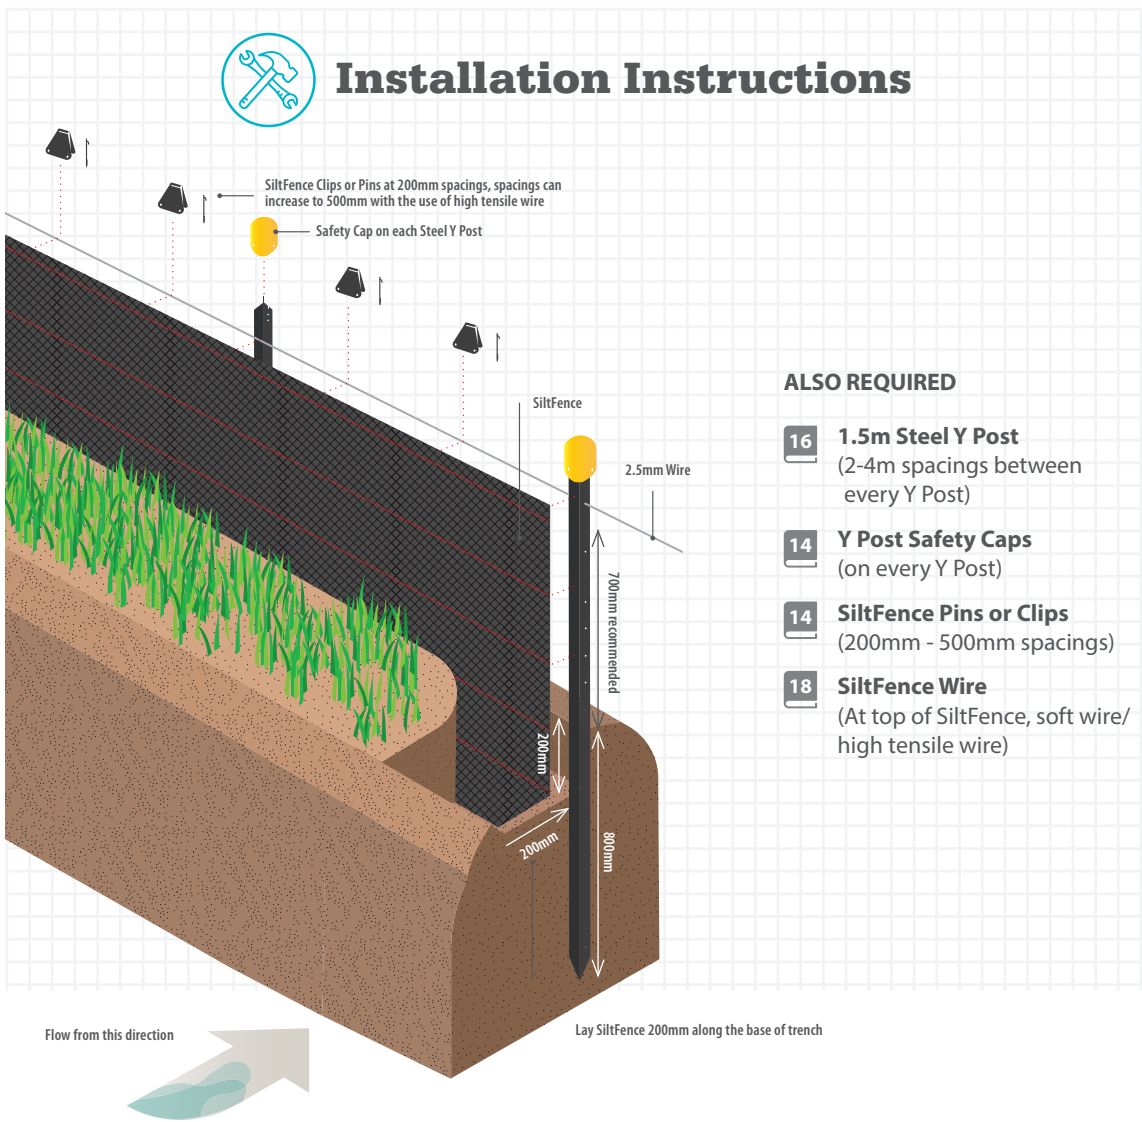 Installation Instructions
SiltFence Clips or Pins at 200mm spacings, spacings can
increase to 500mm with the use of high tensile wire
Safety Cap on each Steel Y Post
SiltFence
2.5mm Wire
700mm recommended
200mm
200mm
800mm
ALSO REQUIRED
16
1.5m Steel Y Post
(2-4m spacings between
every Y Post)
14
Y Post Safety Caps
(on every Y Post)
14
SiltFence Pins or Clips
(200mm - 500mm spacings)
18
SiltFence Wire
(At top of SiltFence, soft wire/
high tensile wire)
Flow from this direction
Lay SiltFence 200mm along the base of trench